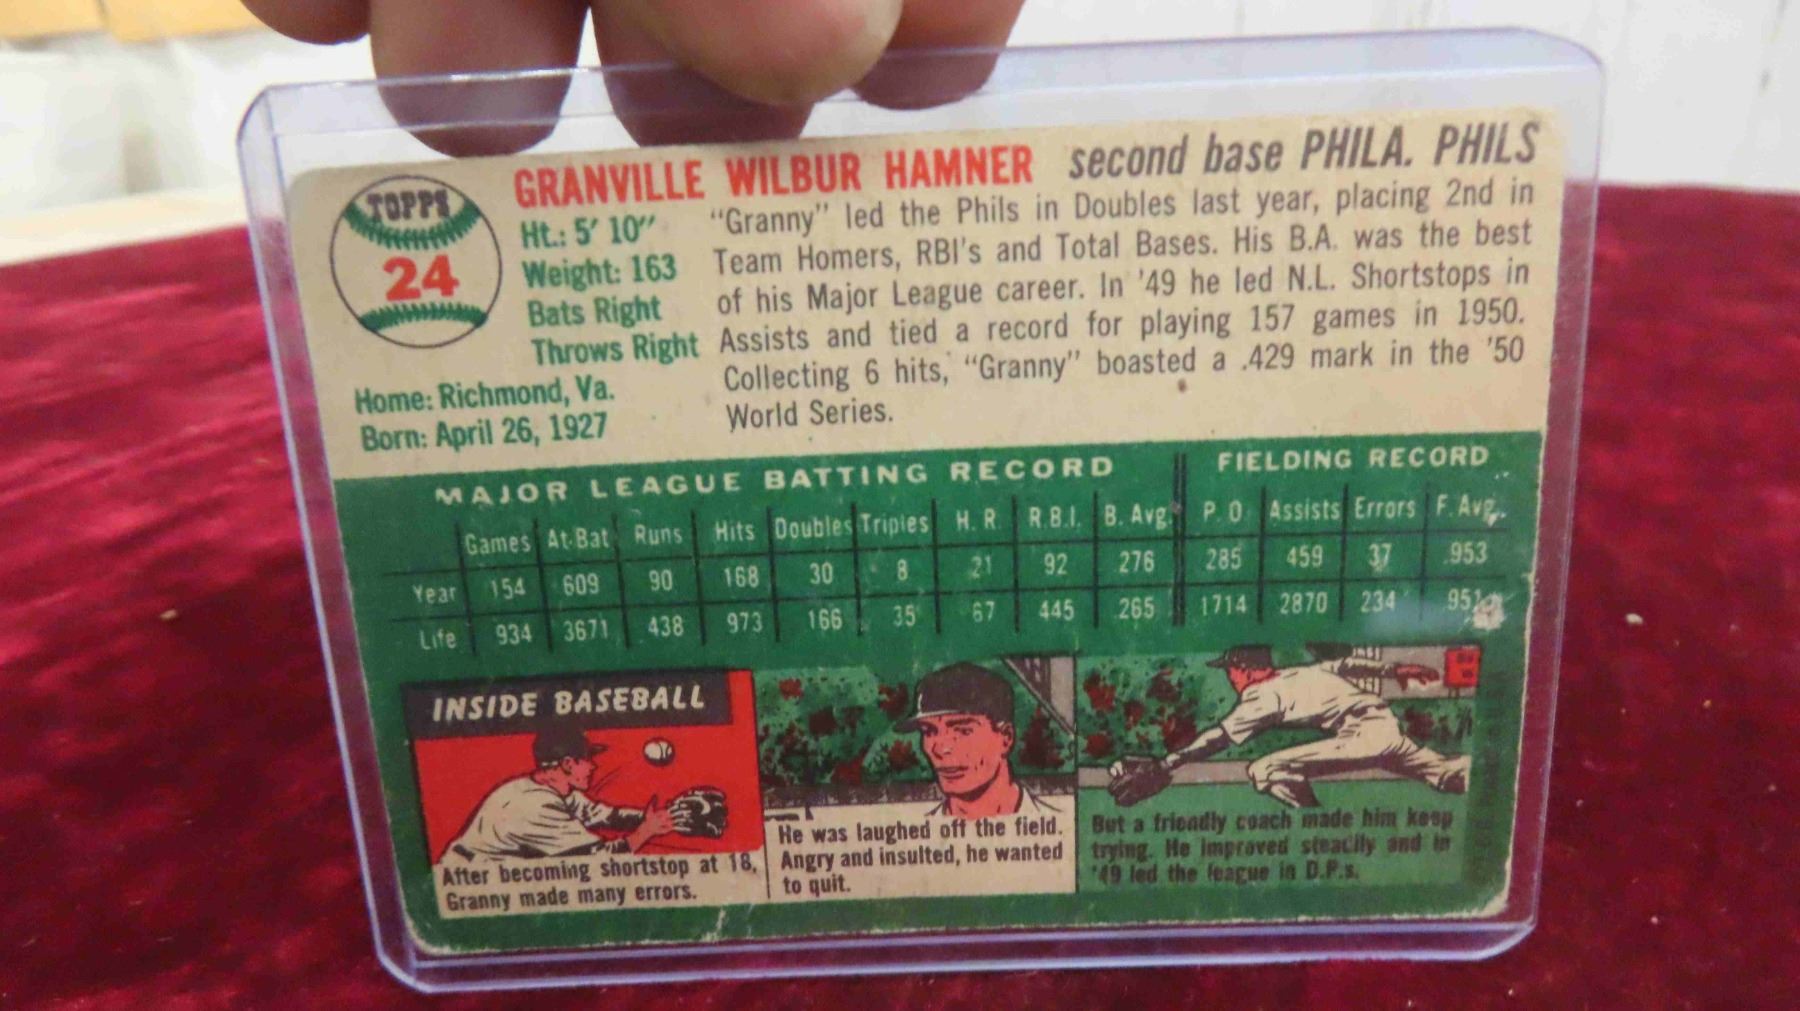 TOPPS
24
GRANVILLE WILBUR HAMNER second base PHILA. PHILS
Ht.: 5' 10"
Weight: 163
Bats Right
Throws Right
Home: Richmond, Va.
Born: April 26, 1927
"Granny" led the Phils in Doubles last year, placing 2nd in
Team Homers, RBI's and Total Bases. His B.A. was the best
of his Major League career. In '49 he led N.L. Shortstops in
Assists and tied a record for playing 157 games in 1950.
Collecting 6 hits, "Granny" boasted a .429 mark in the '50
World Series.
MAJOR LEAGUE BATTING RECORD FIELDING RECORD
Games At-Bat Runs Hits Doubles Triples H. R. R.B.I. B. Avg. P. O. Assists Errors F. Avg.
Year 154 609 90 168 30 8 21 92 276 285 459 37 .953
Life 934 3671 438 973 166 35 67 445 .265 1714 2870 234 .951
INSIDE BASEBALL
After becoming shortstop at 18,
Granny made many errors.
He was laughed off the field.
Angry and insulted, he wanted
to quit.
But a friendly coach made him keep
trying. He improved steadily and in
'49 led the league in D.P.s.